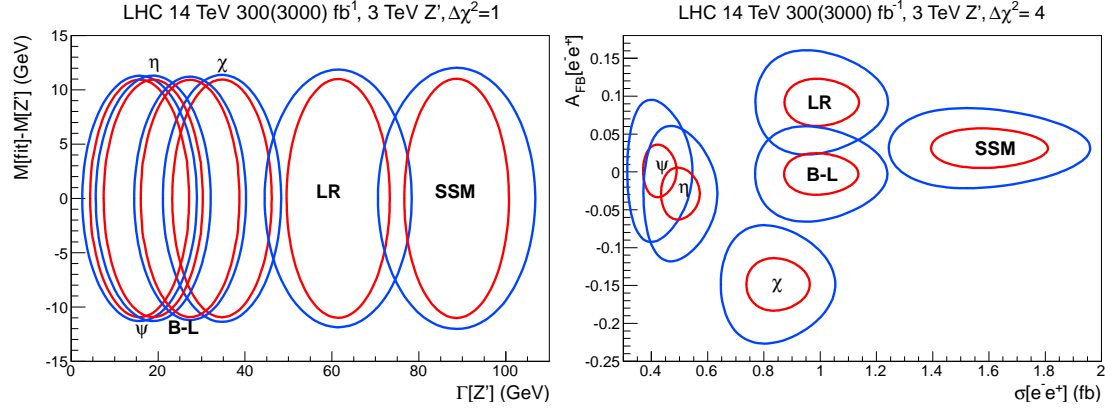 LHC 14 TeV 300(3000) fb⁻¹, 3 TeV Z', Δχ²=1
M[fit]-M[Z'] (GeV)
15
10
5
0
-5
-10
-15
η
χ
LR
SSM
ψ
B-L
0 20 40 60 80 100
Γ[Z'] (GeV)
LHC 14 TeV 300(3000) fb⁻¹, 3 TeV Z', Δχ²= 4
A_FB[e⁻e⁺]
0.15
0.1
0.05
0
-0.05
-0.1
-0.15
-0.2
-0.25
LR
SSM
ψ
B-L
η
χ
0.4 0.6 0.8 1 1.2 1.4 1.6 1.8 2
σ[e⁻e⁺] (fb)